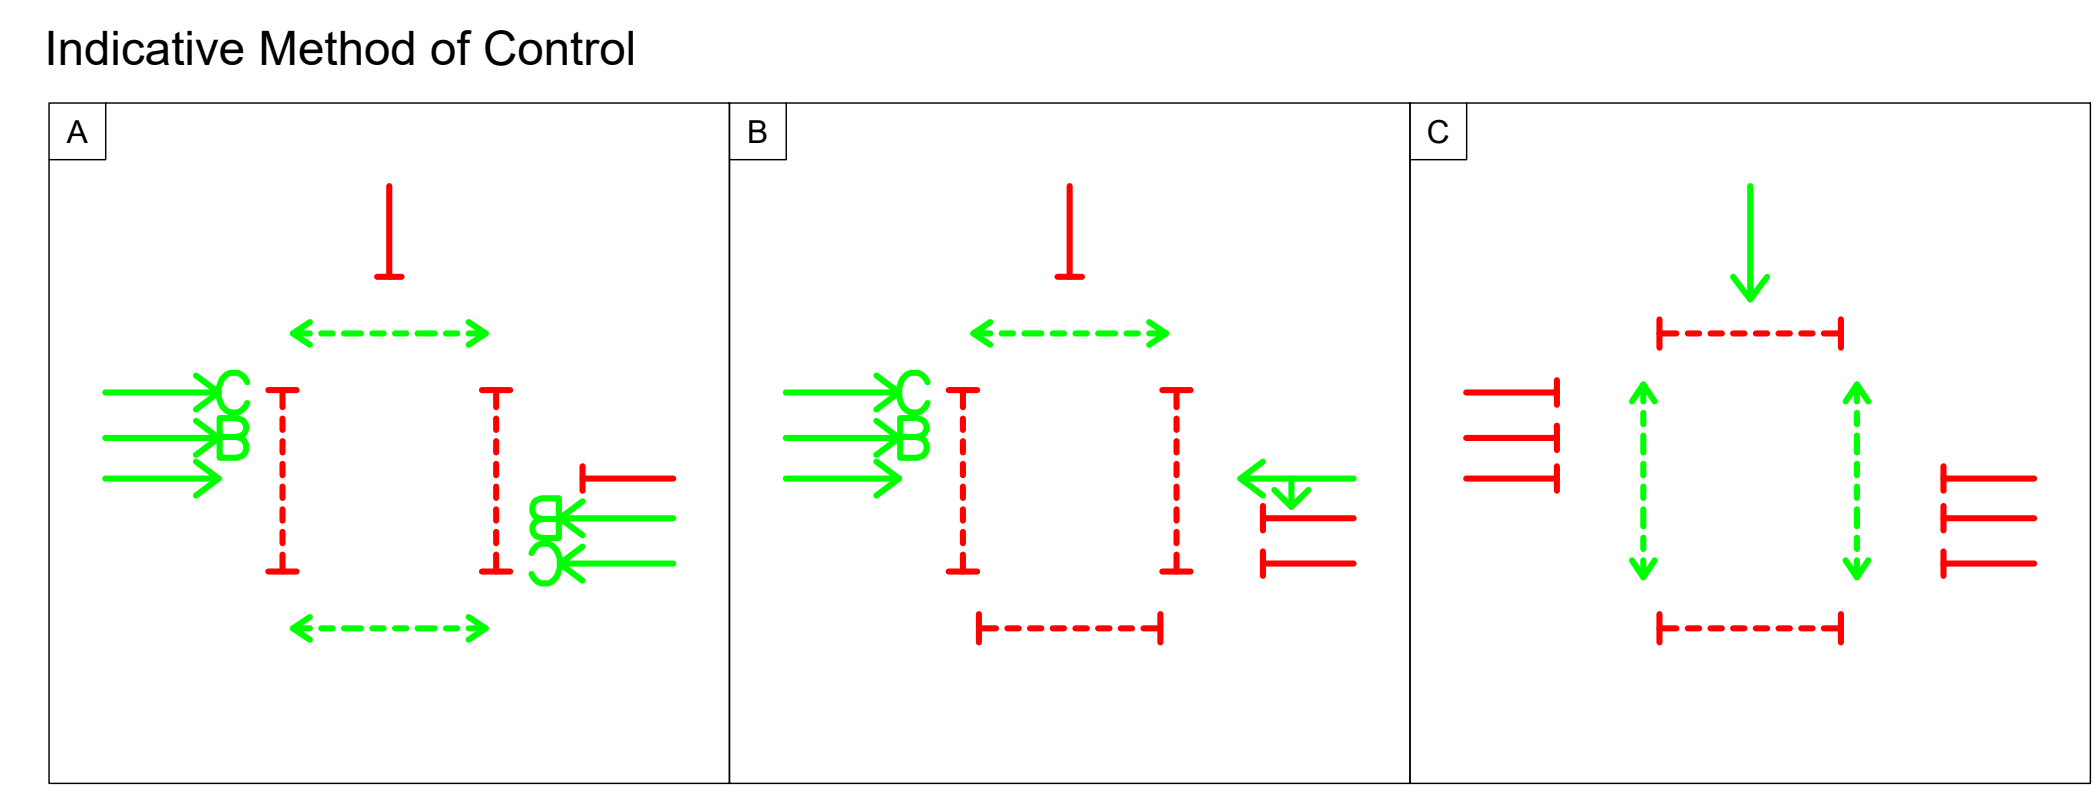 Indicative Method of Control
A B C
C C
B B
B
C